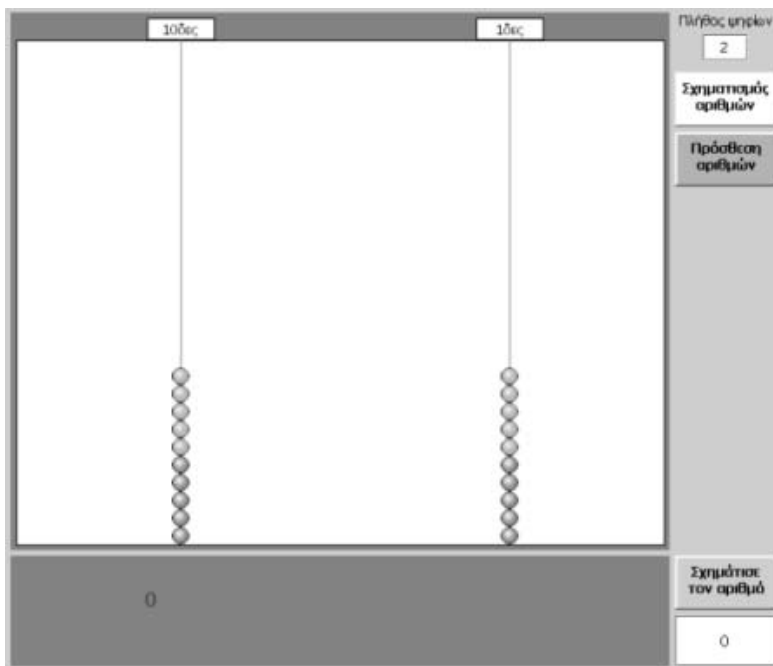 10δες
1δες
Πλήθος ψηφίων
2
Σχηματισμός
αριθμών
Πρόσθεση
αριθμών
0
Σχημάτισε
τον αριθμό
0